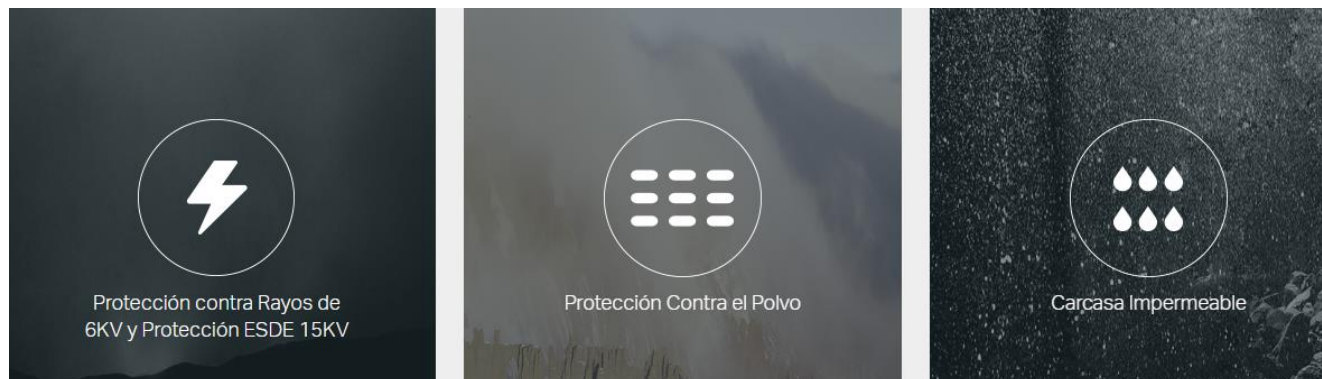 Protección contra Rayos de
6KV y Protección ESDE 15KV
Protección Contra el Polvo
Carcasa Impermeable